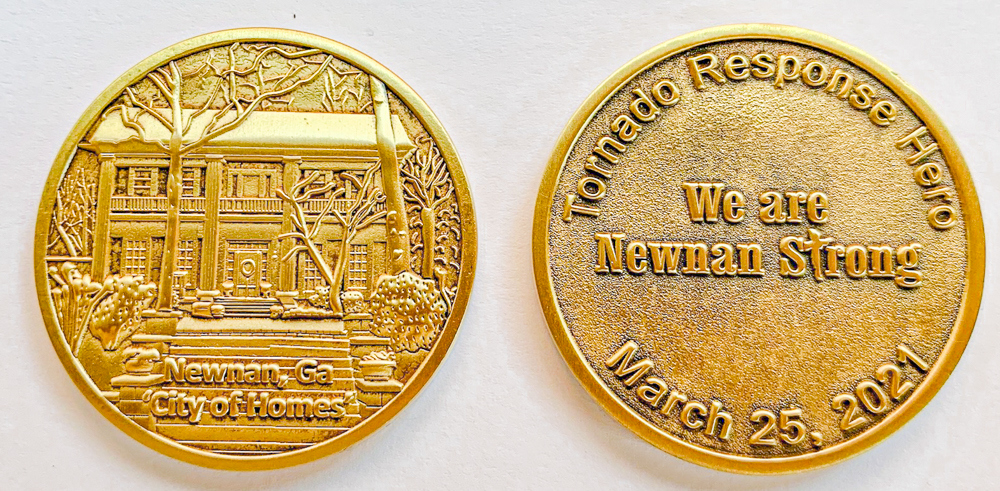 Newnan, Ga
'City of Homes'
Tornado Response Hero
We are
Newnan Strong
March 25, 2021